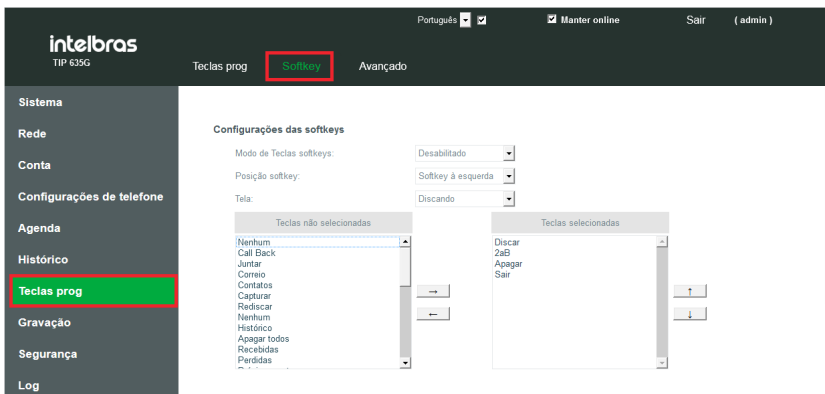 Português
Manter online
Sair
( admin )
intelbras
TIP 635G
Teclas prog
Softkey
Avançado
Sistema
Rede
Conta
Configurações de telefone
Agenda
Histórico
Teclas prog
Gravação
Segurança
Log
Configurações das softkeys
Modo de Teclas softkeys: Desabilitado
Posição softkey: Softkey à esquerda
Tela: Discando
Teclas não selecionadas
Nenhum
Call Back
Juntar
Correio
Contatos
Capturar
Rediscar
Nenhum
Histórico
Apagar todos
Recebidas
Perdidas
→
←
Teclas selecionadas
Discar
2aB
Apagar
Sair
↑
↓